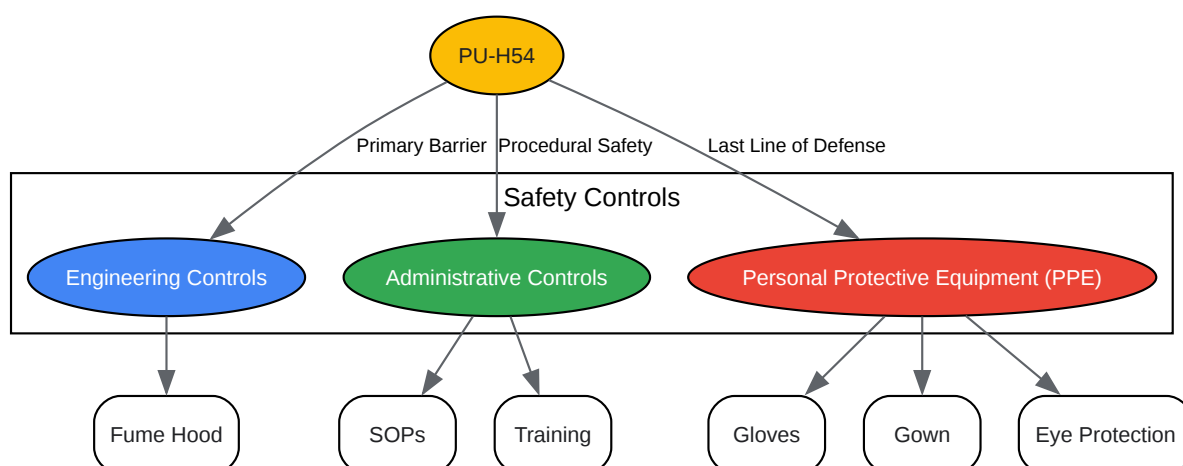 PU-H54
Primary Barrier
Procedural Safety
Last Line of Defense
Safety Controls
Engineering Controls
Administrative Controls
Personal Protective Equipment (PPE)
Fume Hood
SOPs
Training
Gloves
Gown
Eye Protection